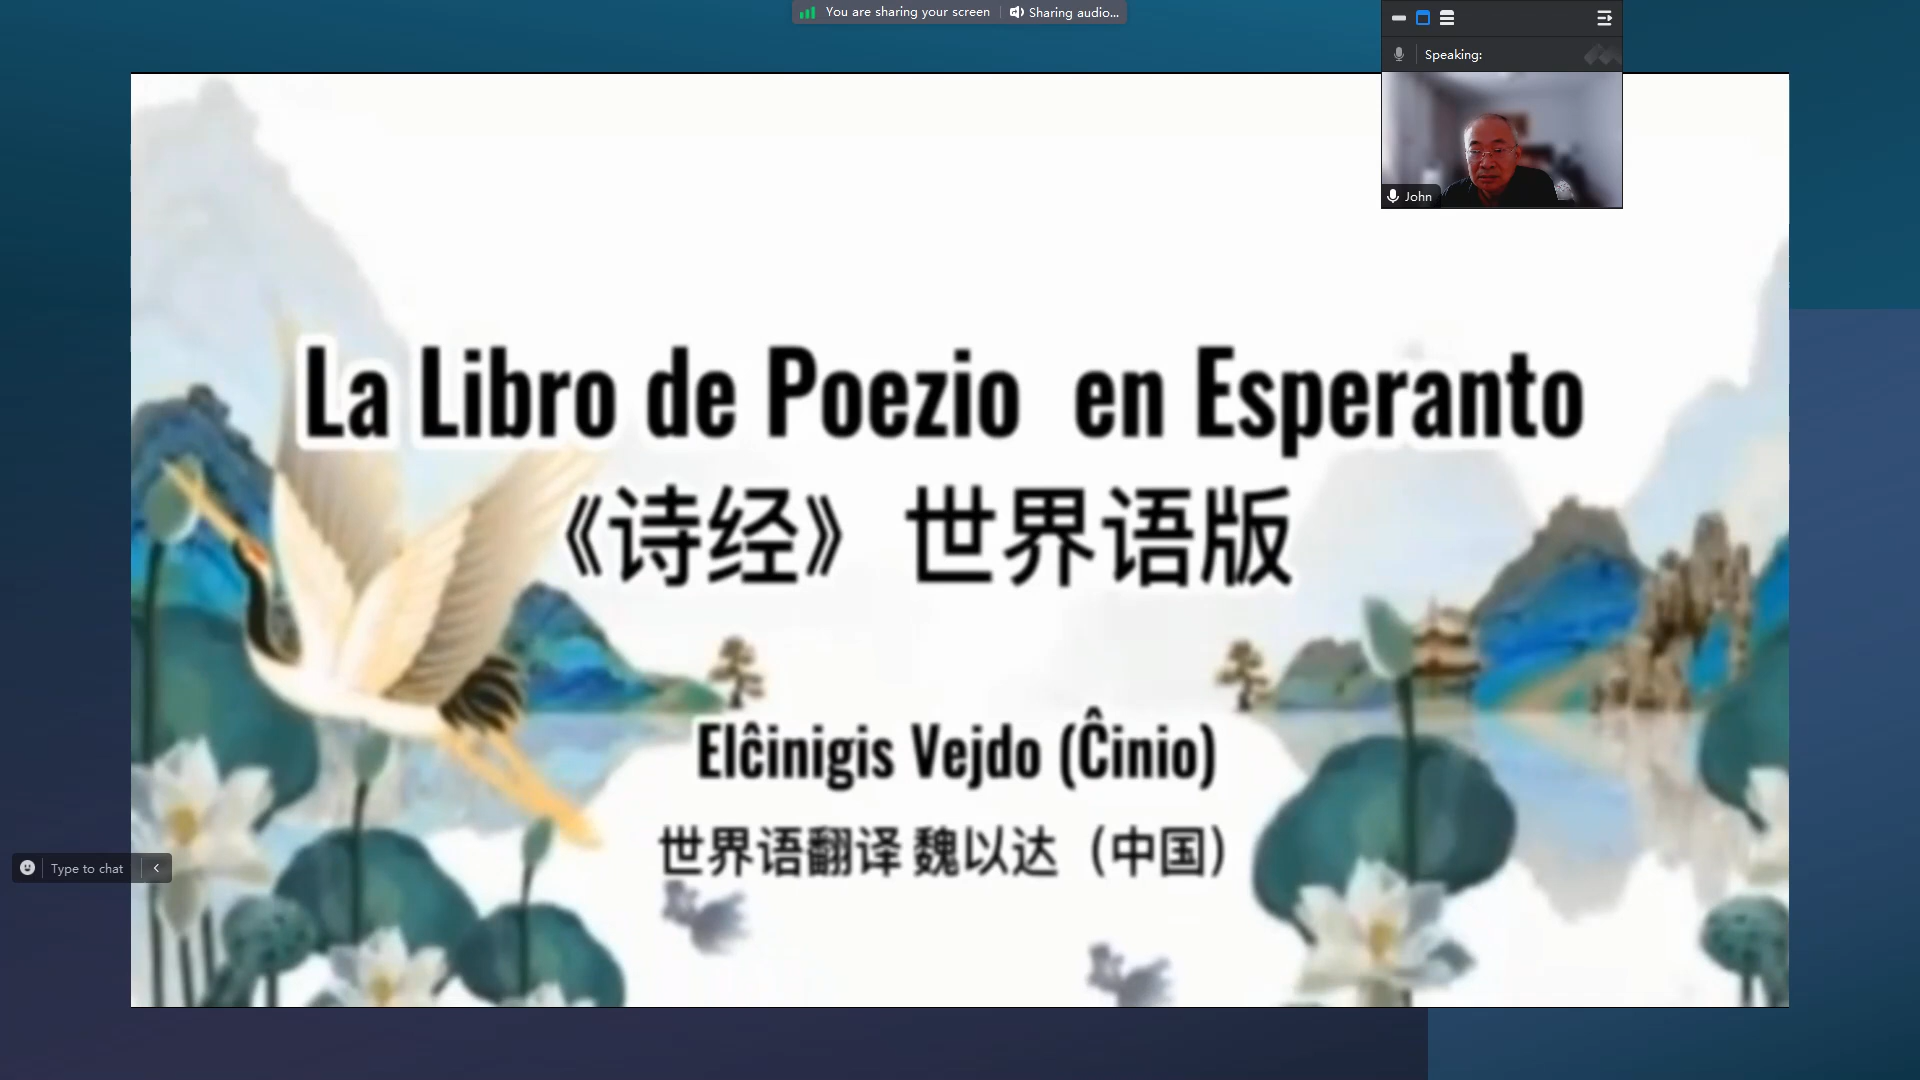 You are sharing your screen
Sharing audio...
Speaking:
John
La Libro de Poezio en Esperanto
《诗经》 世界语版
Elĉinigis Vejdo (Ĉinio)
世界语翻译 魏以达（中国）
Type to chat